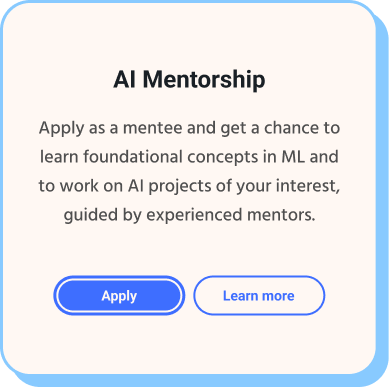 AI Mentorship
Apply as a mentee and get a chance to
learn foundational concepts in ML and
to work on AI projects of your interest,
guided by experienced mentors.
Apply
Learn more